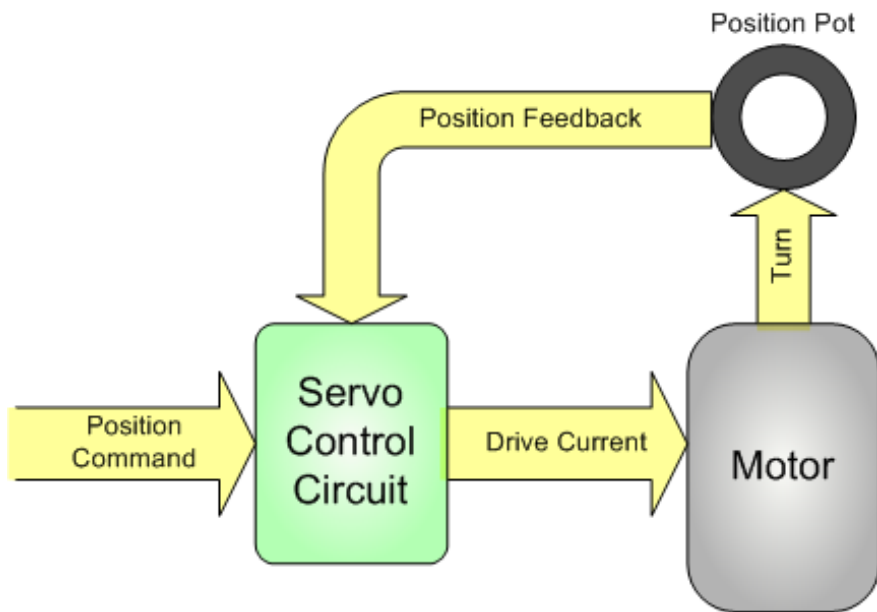 Position Pot
Position Feedback
Turn
Position
Command
Servo
Control
Circuit
Drive Current
Motor